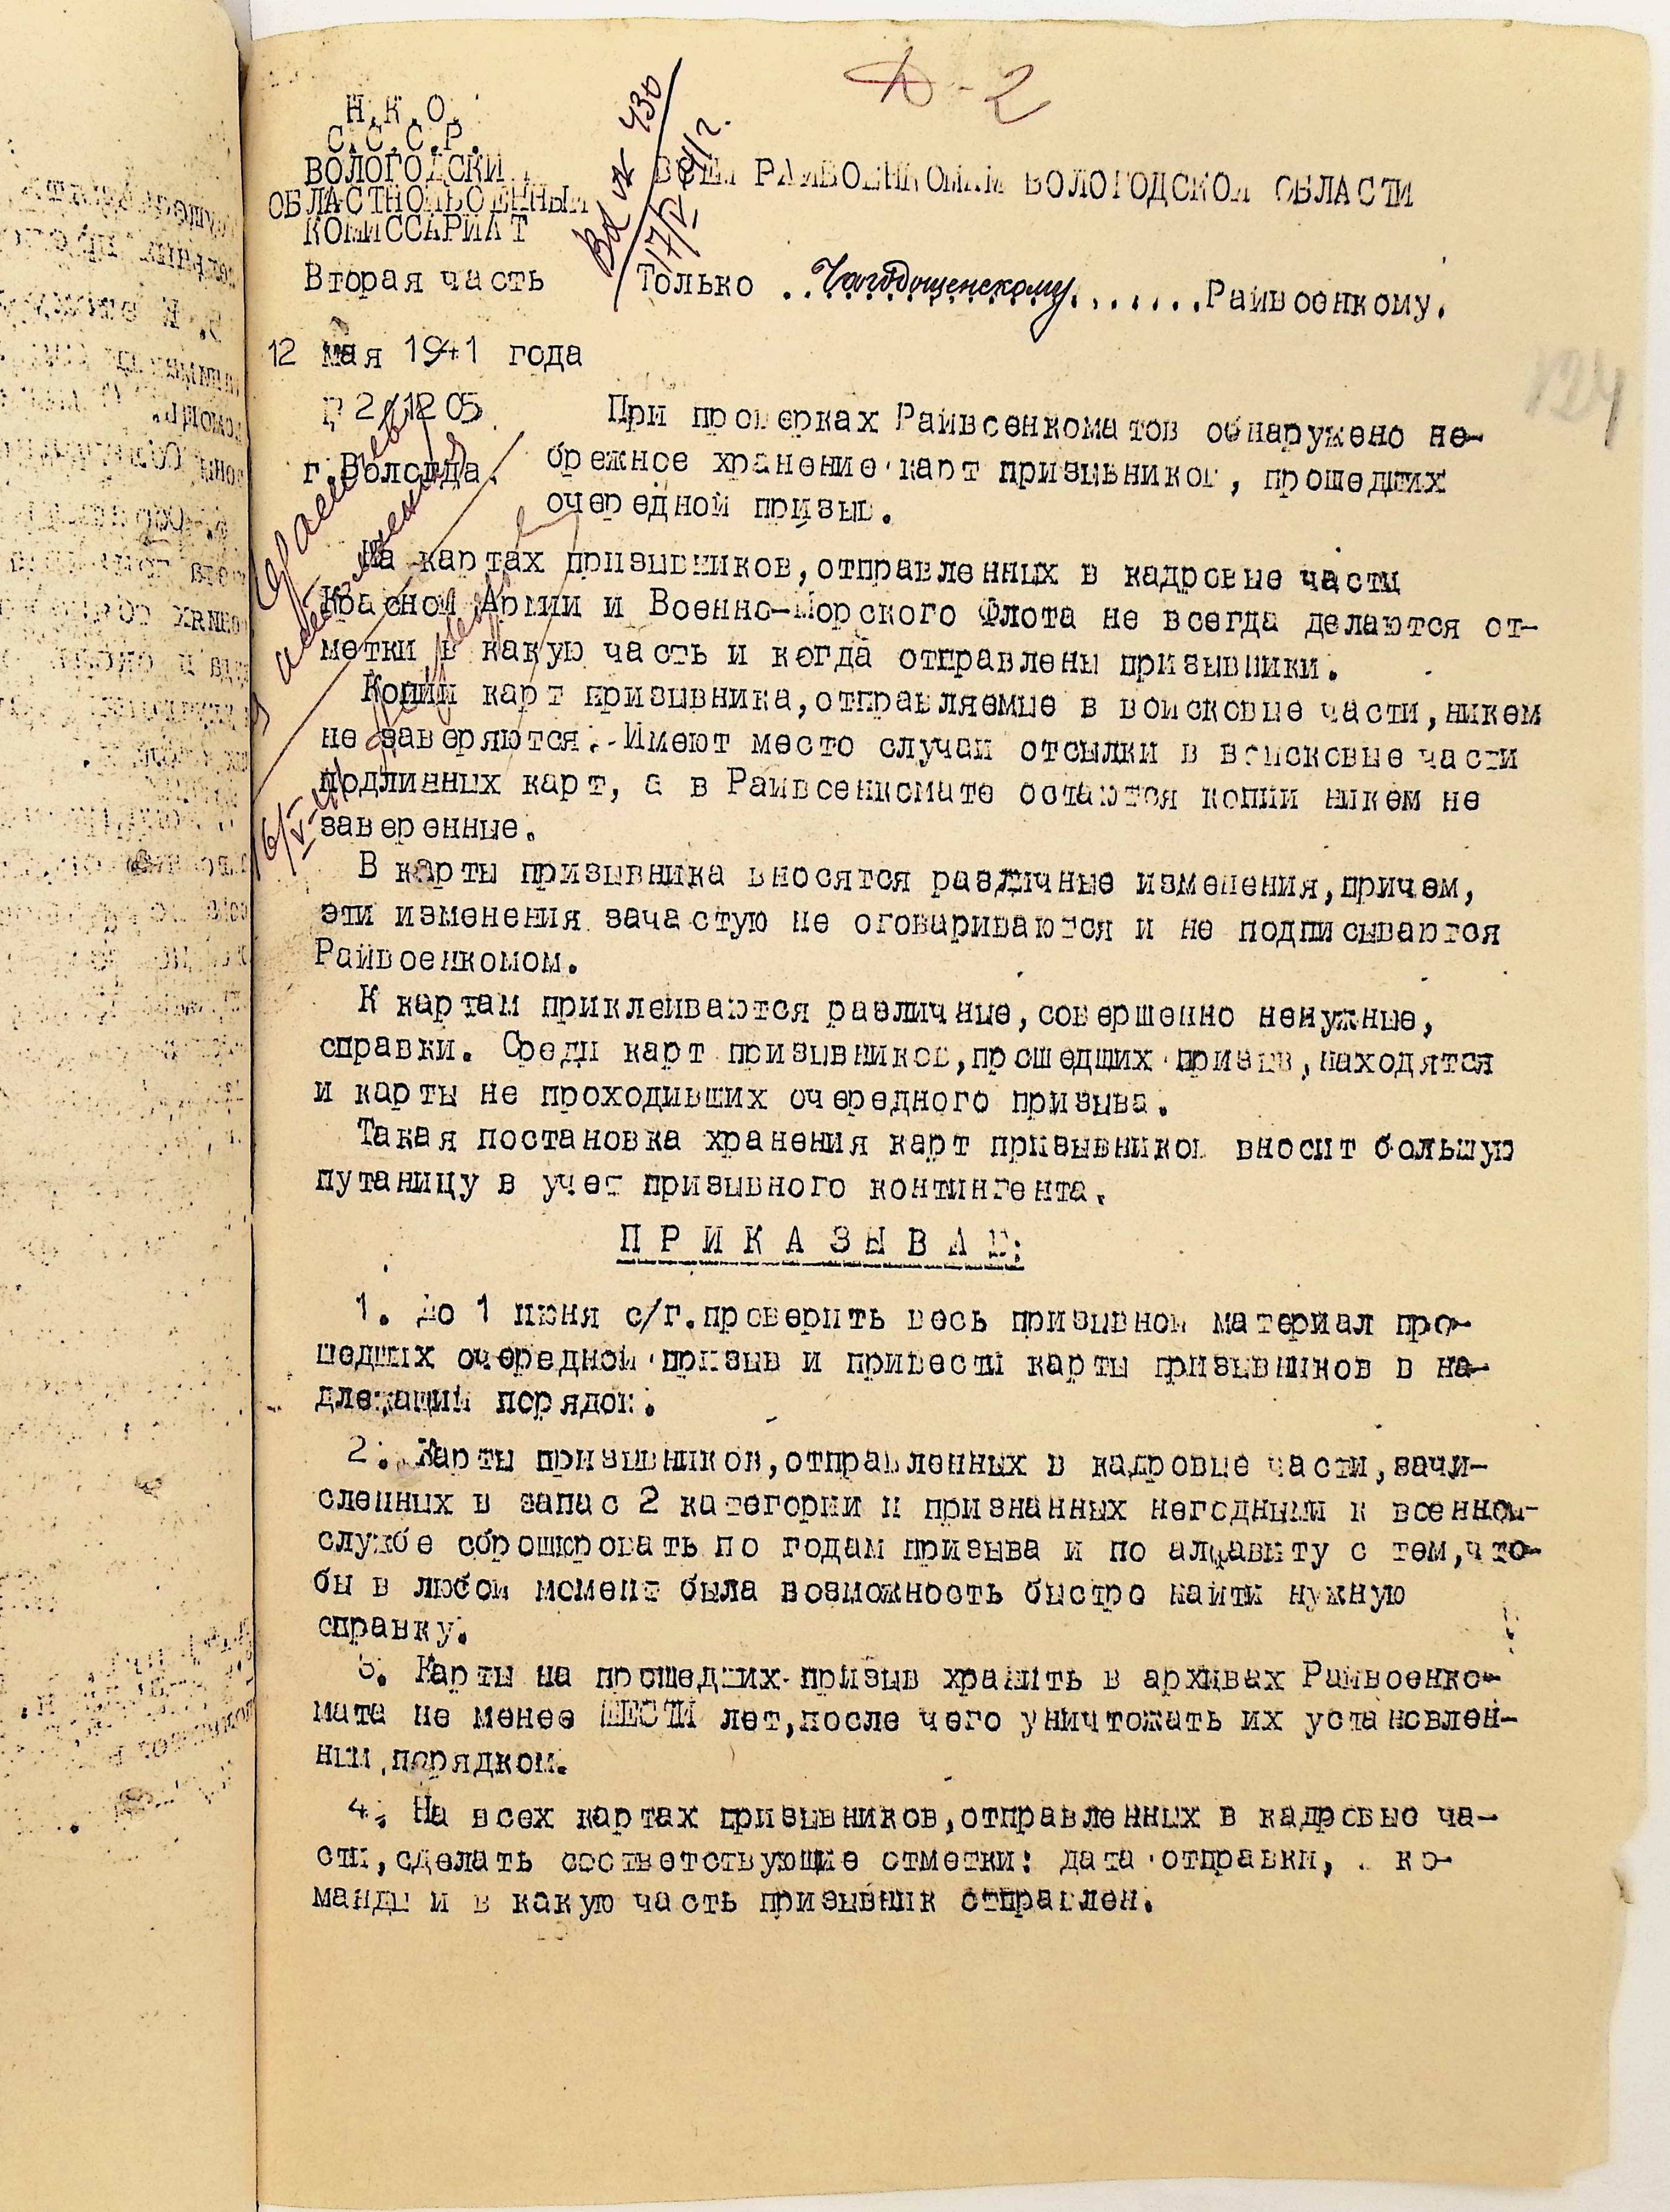 Д-2
Н.К.О.
С.С.С.Р.
ВОЛОГОДСКИЙ
ОБЛАСТНОЙ ВОЕННЫЙ
КОМИССАРИАТ
Вторая часть
12 мая 1941 года
2/1205
г.Вологда.
Вх № 430
17/V 41г.
ВСЕМ РАЙВОЕНКОМАМ ВОЛОГОДСКОЙ ОБЛАСТИ
Только ..Чагодощенскому.......Райвоенкому.
124
При проверках Райвоенкоматов обнаружено не-
брежное хранение карт призывников, прошедших
очередной призыв.
На картах призывников,отправленных в кадровые части
Красной Армии и Военно-Морского Флота не всегда делаются от-
метки в какую часть и когда отправлены призывники.
Копии карт призывника,отправляемые в воисковые части,никем
не заверяются.-Имеют место случаи отсылки в воисковые части
подлинных карт, а в Райвоенкомате остаются копии никем не
заверенные.
В карты призывника вносятся различные изменения,причем,
эти изменения зачастую не оговариваются и не подписываются
Райвоенкомом.
К картам приклеиваются различные,совершенно ненужные,
справки. Среди карт призывников,прошедших призыв,находятся
и карты не проходивших очередного призыва.
Такая постановка хранения карт призывников вносит большую
путаницу в учет призывного контингента.
П Р И К А З Ы В А Ю:
1. До 1 июня с/г.проверить весь призывной материал про-
шедших очередной призыв и привести карты призывников в на-
длежащий порядок.
2. Карты призывников,отправленных в кадровые части,зачи-
сленных в запас 2 категории и признанных негодными к военной-
службе сброшюровать по годам призыва и по алфавиту с тем,что-
бы в любой момент была возможность быстро найти нужную
справку.
3. Карты на прошедших призыв хранить в архивах Райвоенко-
мата не менее ШЕСТИ лет,после чего уничтожать их установлен-
ным порядком.
4. На всех картах призывников,отправленных в кадровые ча-
сти,сделать соответствующие отметки: дата отправки, ко-
манды и в какую часть призывник отправлен.
16/V-41